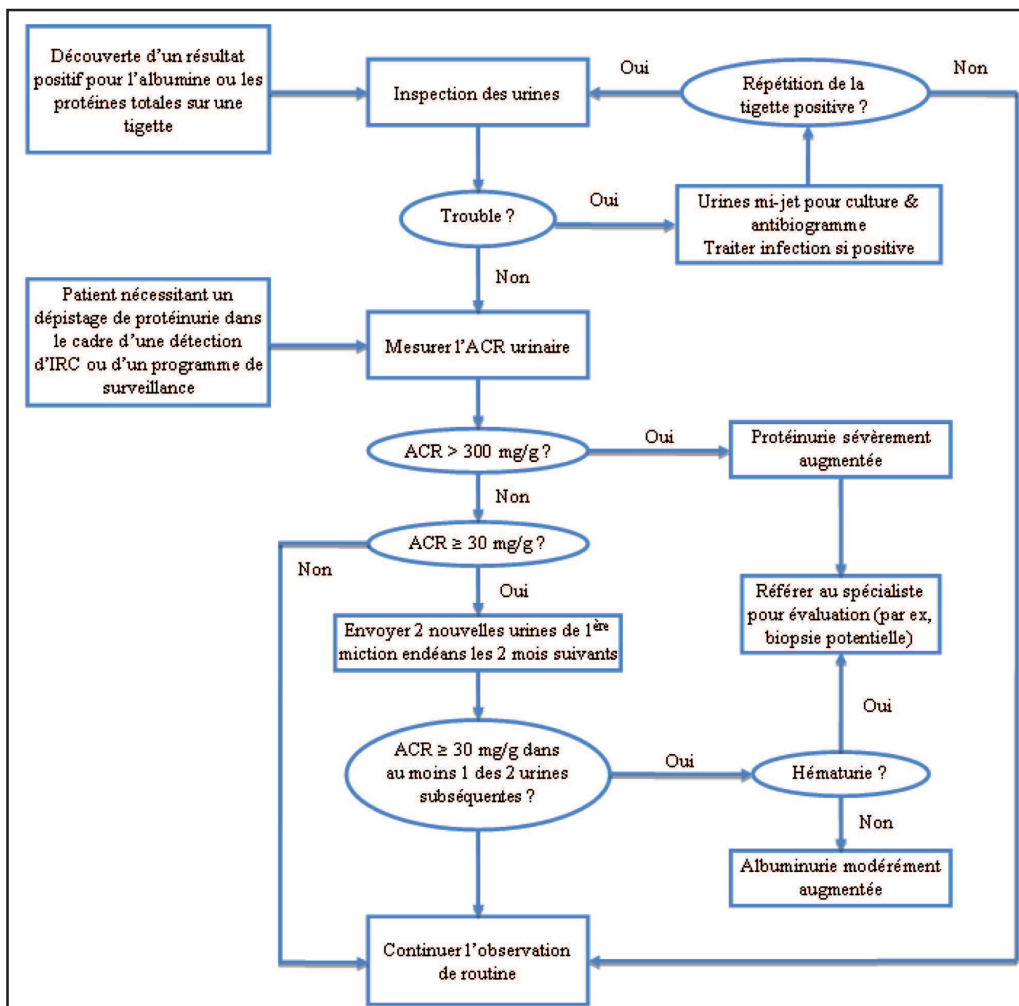 Découverte d’un résultat
positif pour l’albumine ou les
protéines totales sur une
tigette
Inspection des urines
Oui
Répétition de la
tigette positive ?
Non
Trouble ?
Oui
Urines mi-jet pour culture &
antibiogramme
Traiter infection si positive
Non
Patient nécessitant un
dépistage de protéinurie dans
le cadre d’une détection
d’IRC ou d’un programme de
surveillance
Mesurer l’ACR urinaire
ACR > 300 mg/g ?
Oui
Protéinurie sévèrement
augmentée
Non
ACR ≥ 30 mg/g ?
Non
Oui
Référer au spécialiste
pour évaluation (par ex,
biopsie potentielle)
Envoyer 2 nouvelles urines de 1ère
miction endéans les 2 mois suivants
Oui
ACR ≥ 30 mg/g dans
au moins 1 des 2 urines
subséquentes ?
Oui
Hématurie ?
Non
Albuminurie modérément
augmentée
Continuer l’observation
de routine